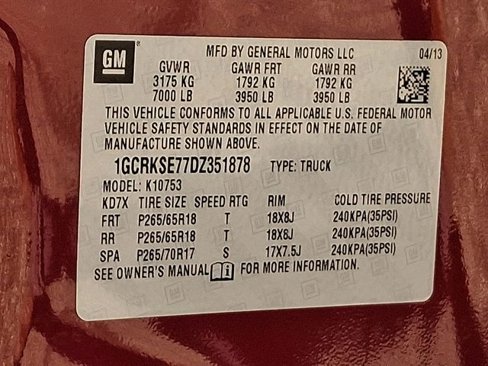 GM
MFD BY GENERAL MOTORS LLC 04/13
GVWR GAWR FRT GAWR RR
3175 KG 1792 KG 1792 KG
7000 LB 3950 LB 3950 LB
THIS VEHICLE CONFORMS TO ALL APPLICABLE U.S. FEDERAL MOTOR
VEHICLE SAFETY STANDARDS IN EFFECT ON THE DATE OF
MANUFACTURE SHOWN ABOVE.
1GCRKSE77DZ351878 TYPE: TRUCK
MODEL: K10753
KD7X TIRE SIZE SPEED RTG RIM COLD TIRE PRESSURE
FRT P265/65R18 T 18X8J 240KPA(35PSI)
RR P265/65R18 T 18X8J 240KPA(35PSI)
SPA P265/70R17 S 17X7.5J 240KPA(35PSI)
SEE OWNER'S MANUAL FOR MORE INFORMATION.